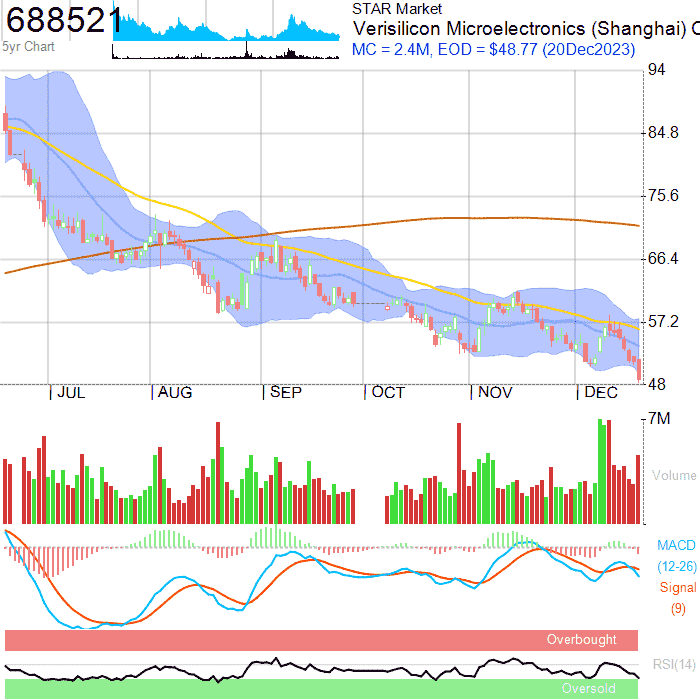 688521
5yr Chart
STAR Market
Verisilicon Microelectronics (Shanghai) C
MC = 2.4M, EOD = $48.77 (20Dec2023)
94
84.8
75.6
66.4
57.2
48
JUL AUG SEP OCT NOV DEC
7M
Volume
MACD
(12-26)
Signal
(9)
Overbought
RSI(14)
Oversold